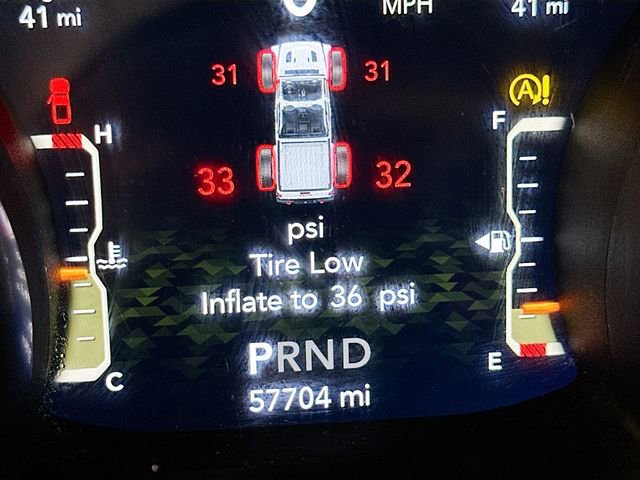 41 mi
MPH
41 mi
31
31
A!
H
F
33
32
psi
Tire Low
Inflate to 36 psi
PRND
E
C
57704 mi